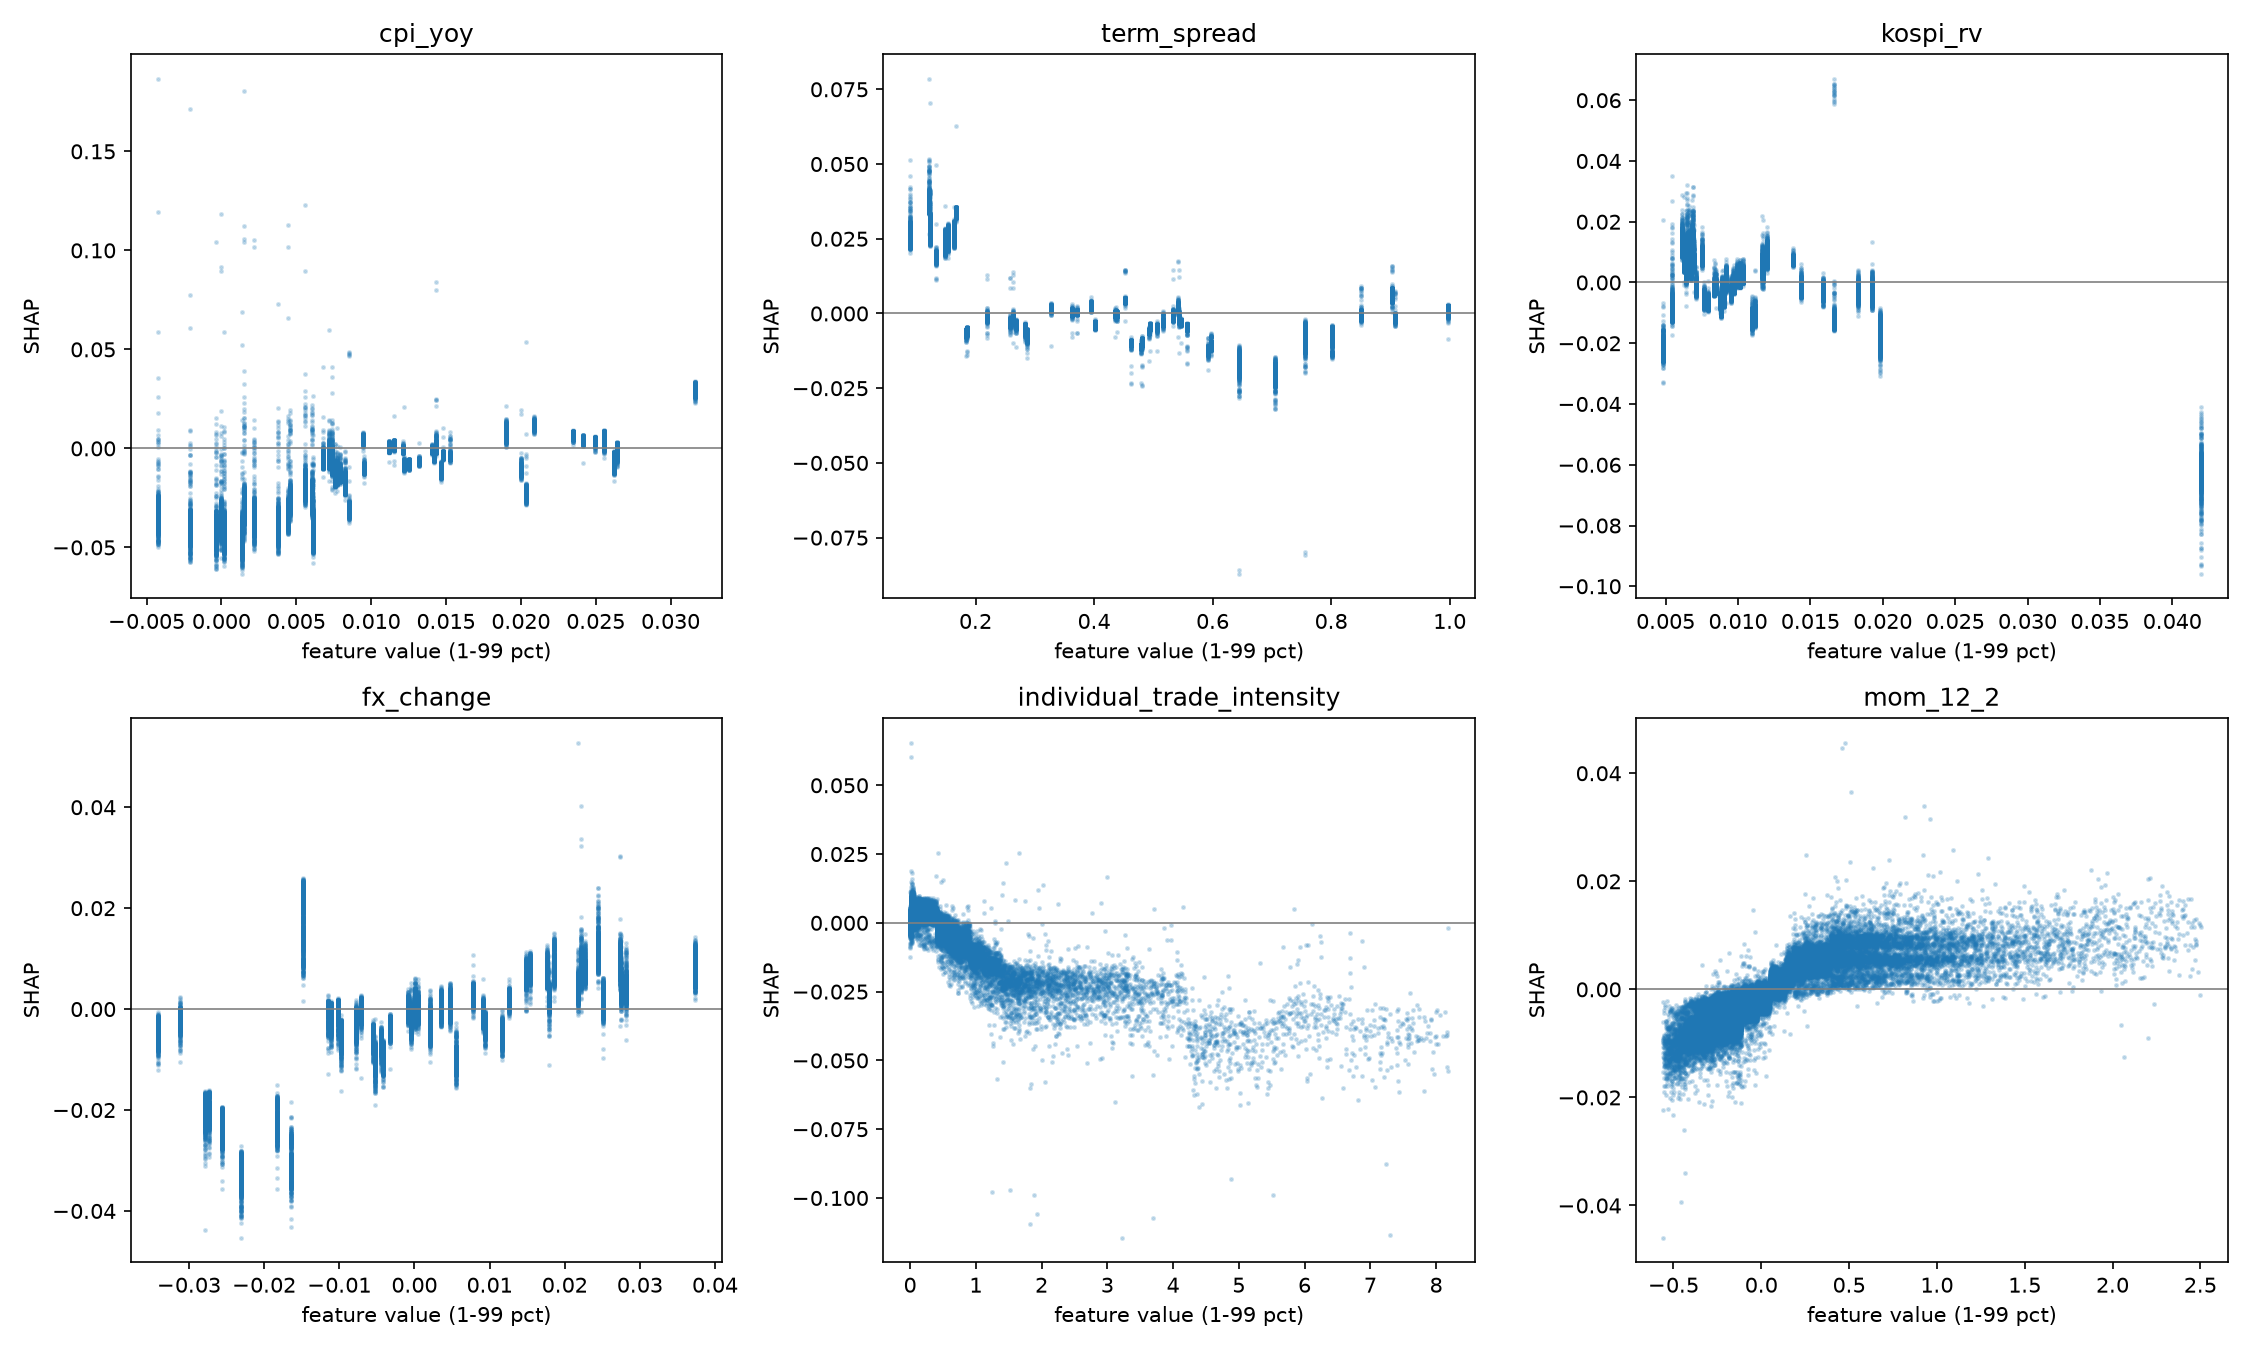 cpi_yoy
SHAP
0.15
0.10
0.05
0.00
−0.05
−0.005 0.000 0.005 0.010 0.015 0.020 0.025 0.030
feature value (1-99 pct)
term_spread
SHAP
0.075
0.050
0.025
0.000
−0.025
−0.050
−0.075
0.2 0.4 0.6 0.8 1.0
feature value (1-99 pct)
kospi_rv
SHAP
0.06
0.04
0.02
0.00
−0.02
−0.04
−0.06
−0.08
−0.10
0.005 0.010 0.015 0.020 0.025 0.030 0.035 0.040
feature value (1-99 pct)
fx_change
SHAP
0.04
0.02
0.00
−0.02
−0.04
−0.03 −0.02 −0.01 0.00 0.01 0.02 0.03 0.04
feature value (1-99 pct)
individual_trade_intensity
SHAP
0.050
0.025
0.000
−0.025
−0.050
−0.075
−0.100
0 1 2 3 4 5 6 7 8
feature value (1-99 pct)
mom_12_2
SHAP
0.04
0.02
0.00
−0.02
−0.04
−0.5 0.0 0.5 1.0 1.5 2.0 2.5
feature value (1-99 pct)